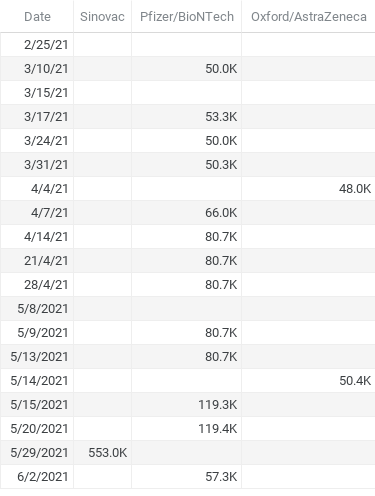 Date Sinovac Pfizer/BioNTech Oxford/AstraZeneca
2/25/21
3/10/21 50.0K
3/15/21
3/17/21 53.3K
3/24/21 50.0K
3/31/21 50.3K
4/4/21 48.0K
4/7/21 66.0K
4/14/21 80.7K
21/4/21 80.7K
28/4/21 80.7K
5/8/2021
5/9/2021 80.7K
5/13/2021 80.7K
5/14/2021 50.4K
5/15/2021 119.3K
5/20/2021 119.4K
5/29/2021 553.0K
6/2/2021 57.3K